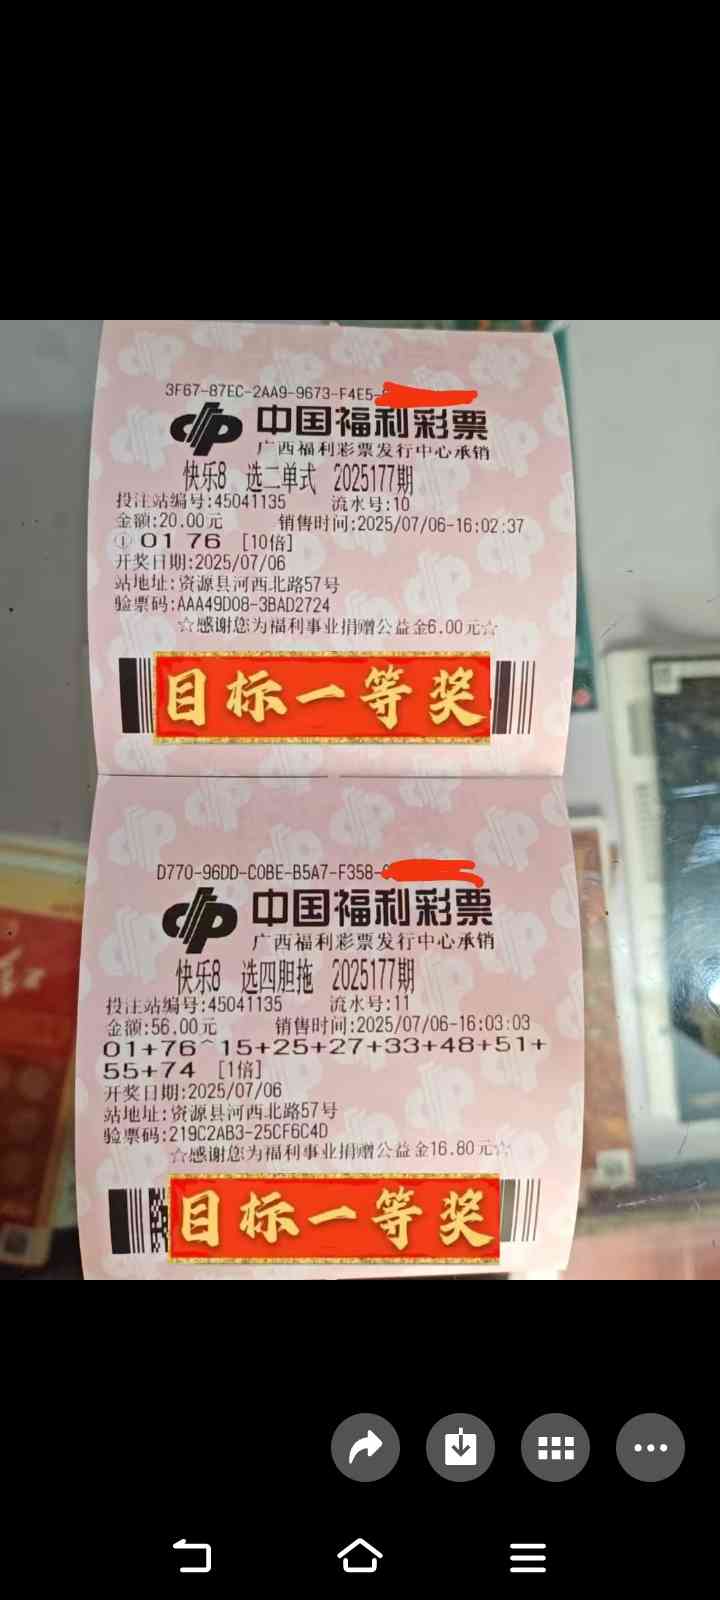 3F67-87EC-2AA9-9673-F4E5-
中国福利彩票
广西福利彩票发行中心承销
快乐8 选二单式 2025177期
投注站编号:45041135 流水号:10
金额:20.00元 销售时间:2025/07/06-16:02:37
① 01 76 [10倍]
开奖日期:2025/07/06
站地址:资源县河西北路57号
验票码:AAA49D08-3BAD2724
☆感谢您为福利事业捐赠公益金6.00元☆
目标一等奖
D770-96DD-C0BE-B5A7-F358-
中国福利彩票
广西福利彩票发行中心承销
快乐8 选四胆拖 2025177期
投注站编号:45041135 流水号:11
金额:56.00元 销售时间:2025/07/06-16:03:03
01+76^15+25+27+33+48+51+
55+74 [1倍]
开奖日期:2025/07/06
站地址:资源县河西北路57号
验票码:219C2AB3-25CF6C4D
☆感谢您为福利事业捐赠公益金16.80元☆
目标一等奖